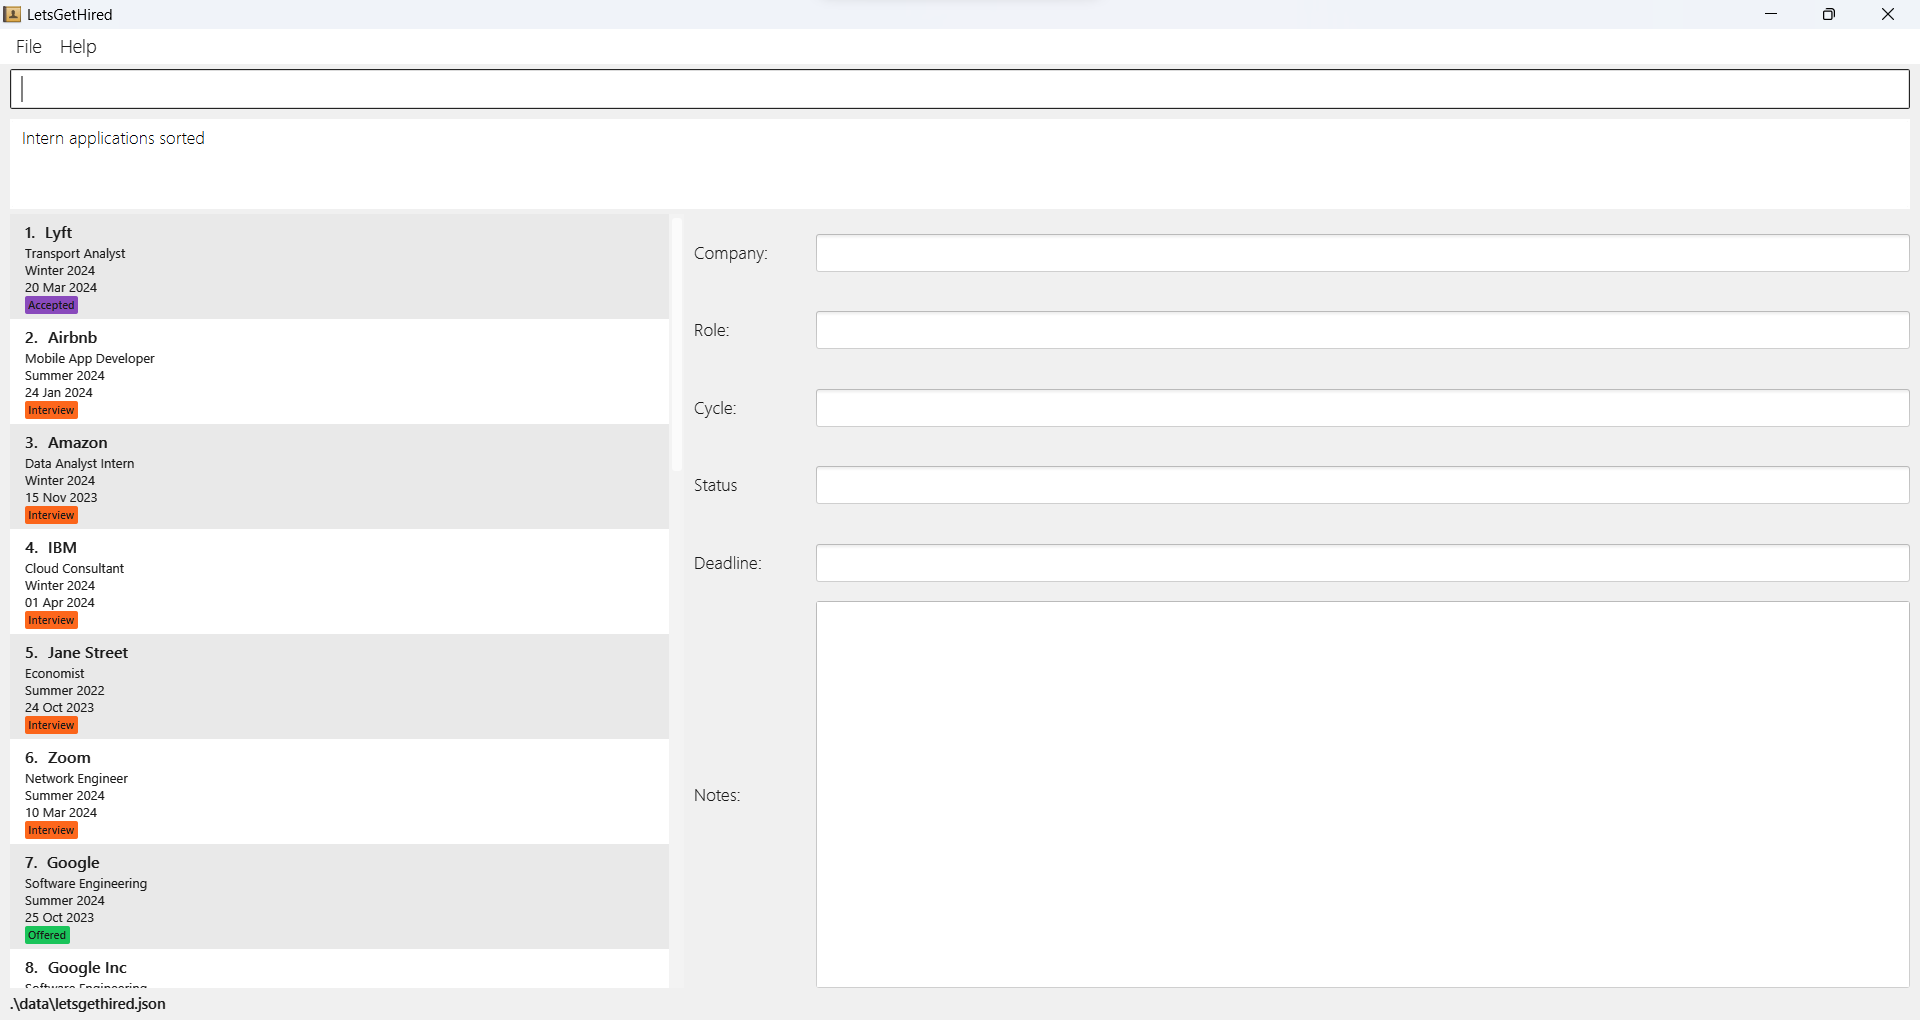 LetsGetHired
File Help
Intern applications sorted
1. Lyft
Transport Analyst
Winter 2024
20 Mar 2024
Accepted
2. Airbnb
Mobile App Developer
Summer 2024
24 Jan 2024
Interview
3. Amazon
Data Analyst Intern
Winter 2024
15 Nov 2023
Interview
4. IBM
Cloud Consultant
Winter 2024
01 Apr 2024
Interview
5. Jane Street
Economist
Summer 2022
24 Oct 2023
Interview
6. Zoom
Network Engineer
Summer 2024
10 Mar 2024
Interview
7. Google
Software Engineering
Summer 2024
25 Oct 2023
Offered
8. Google Inc
Software Engineering
Company:
Role:
Cycle:
Status
Deadline:
Notes:
.\data\letsgethired.json